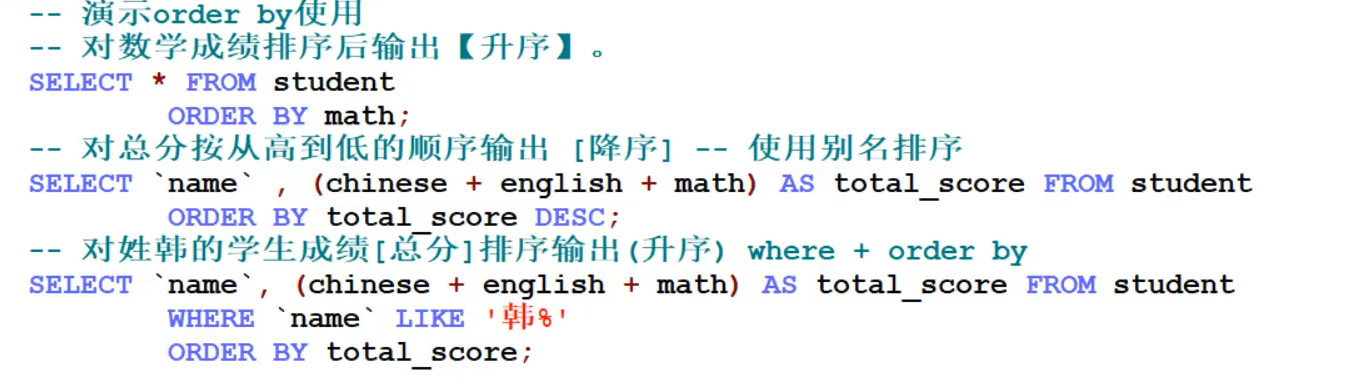 -- 演示order by使用
-- 对数学成绩排序后输出【升序】。
SELECT * FROM student
ORDER BY math;
-- 对总分按从高到低的顺序输出 [降序] -- 使用别名排序
SELECT `name` , (chinese + english + math) AS total_score FROM student
ORDER BY total_score DESC;
-- 对姓韩的学生成绩[总分]排序输出(升序) where + order by
SELECT `name`, (chinese + english + math) AS total_score FROM student
WHERE `name` LIKE '韩%'
ORDER BY total_score;